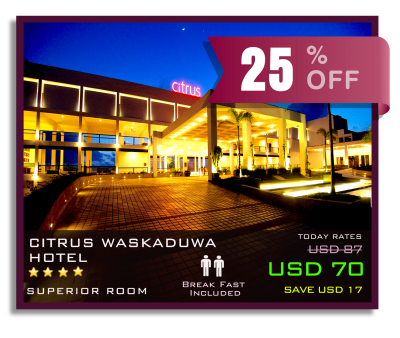 citrus
25 % OFF
CITRUS WASKADUWA
HOTEL
SUPERIOR ROOM
BREAK FAST
INCLUDED
TODAY RATES
USD 87
USD 70
SAVE USD 17